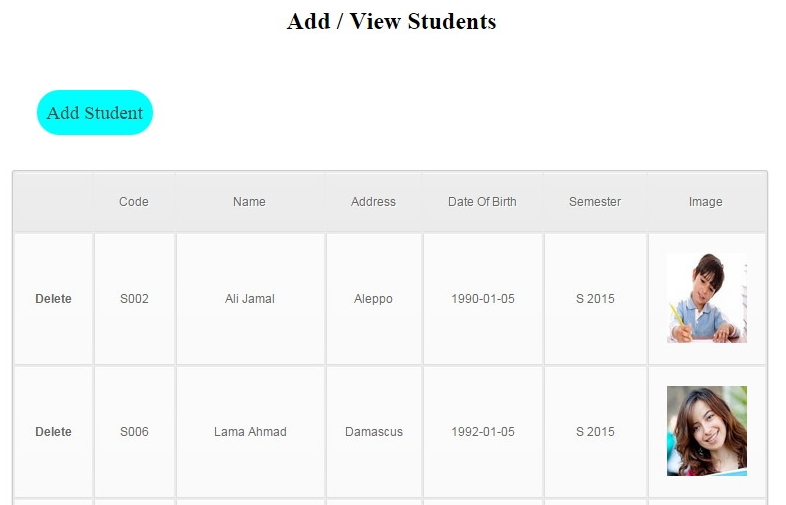 Add / View Students
Add Student
Code Name Address Date Of Birth Semester Image
Delete S002 Ali Jamal Aleppo 1990-01-05 S 2015
Delete S006 Lama Ahmad Damascus 1992-01-05 S 2015